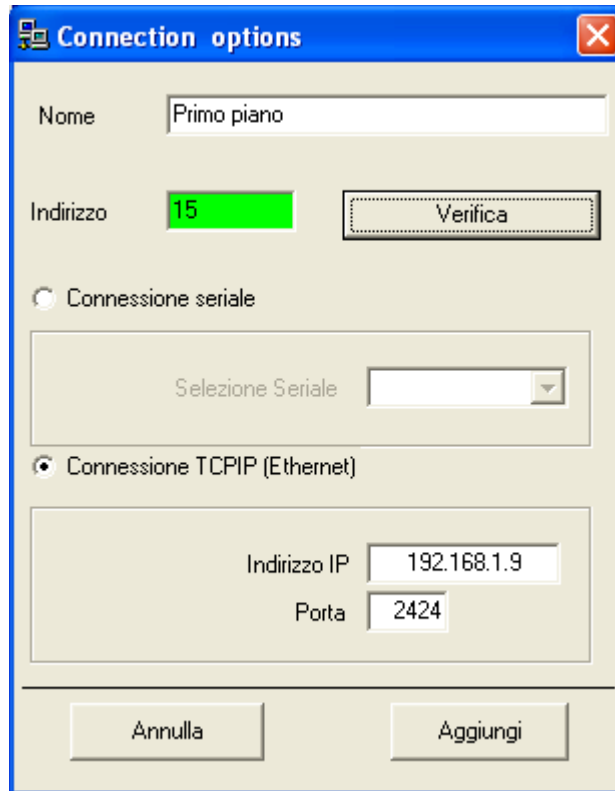 Connection options
Nome Primo piano
Indirizzo 15 Verifica
Connessione seriale
Selezione Seriale
Connessione TCPIP (Ethernet)
Indirizzo IP 192.168.1.9
Porta 2424
Annulla Aggiungi